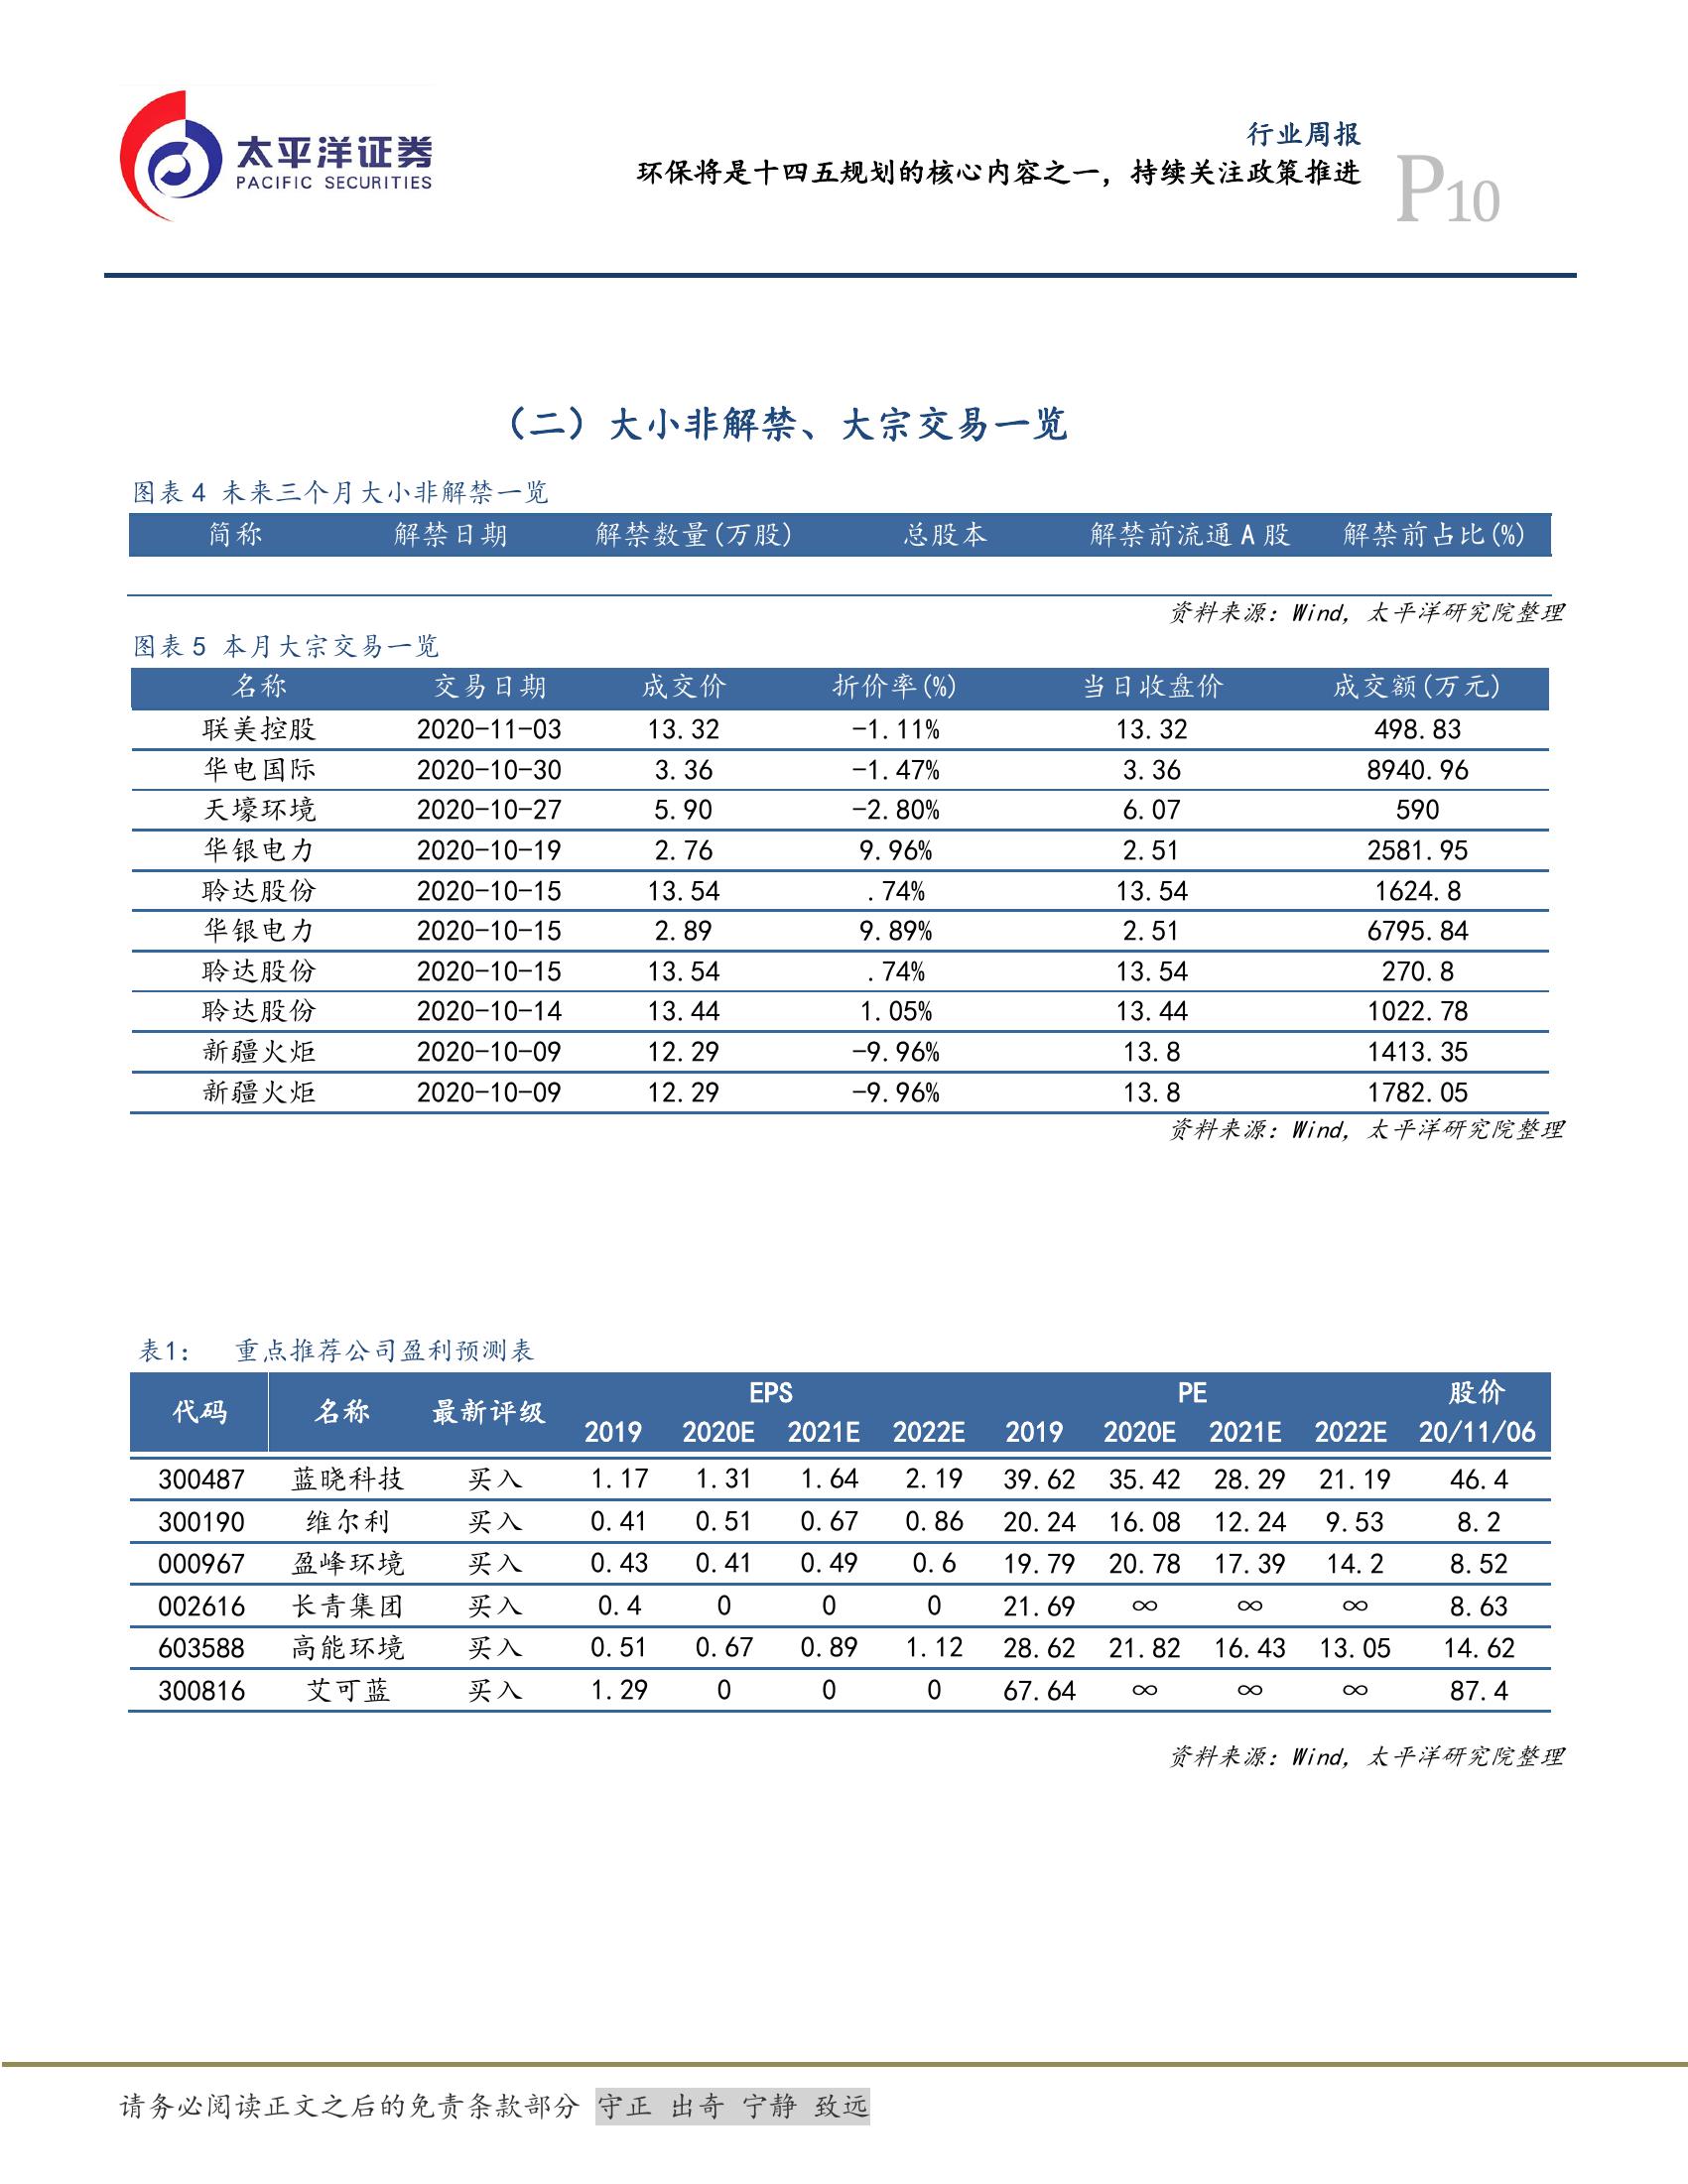 太平洋证券
PACIFIC SECURITIES
行业周报
环保将是十四五规划的核心内容之一，持续关注政策推进
P10
（二）大小非解禁、大宗交易一览
图表 4 未来三个月大小非解禁一览
简称 解禁日期 解禁数量(万股) 总股本 解禁前流通 A 股 解禁前占比(%)
资料来源：Wind，太平洋研究院整理
图表 5 本月大宗交易一览
名称 交易日期 成交价 折价率(%) 当日收盘价 成交额(万元)
联美控股 2020-11-03 13.32 -1.11% 13.32 498.83
华电国际 2020-10-30 3.36 -1.47% 3.36 8940.96
天壕环境 2020-10-27 5.90 -2.80% 6.07 590
华银电力 2020-10-19 2.76 9.96% 2.51 2581.95
聆达股份 2020-10-15 13.54 .74% 13.54 1624.8
华银电力 2020-10-15 2.89 9.89% 2.51 6795.84
聆达股份 2020-10-15 13.54 .74% 13.54 270.8
聆达股份 2020-10-14 13.44 1.05% 13.44 1022.78
新疆火炬 2020-10-09 12.29 -9.96% 13.8 1413.35
新疆火炬 2020-10-09 12.29 -9.96% 13.8 1782.05
资料来源：Wind，太平洋研究院整理
表1： 重点推荐公司盈利预测表
代码 名称 最新评级 EPS PE 股价
2019 2020E 2021E 2022E 2019 2020E 2021E 2022E 20/11/06
300487 蓝晓科技 买入 1.17 1.31 1.64 2.19 39.62 35.42 28.29 21.19 46.4
300190 维尔利 买入 0.41 0.51 0.67 0.86 20.24 16.08 12.24 9.53 8.2
000967 盈峰环境 买入 0.43 0.41 0.49 0.6 19.79 20.78 17.39 14.2 8.52
002616 长青集团 买入 0.4 0 0 0 21.69 ∞ ∞ ∞ 8.63
603588 高能环境 买入 0.51 0.67 0.89 1.12 28.62 21.82 16.43 13.05 14.62
300816 艾可蓝 买入 1.29 0 0 0 67.64 ∞ ∞ ∞ 87.4
资料来源：Wind，太平洋研究院整理
请务必阅读正文之后的免责条款部分 守正 出奇 宁静 致远